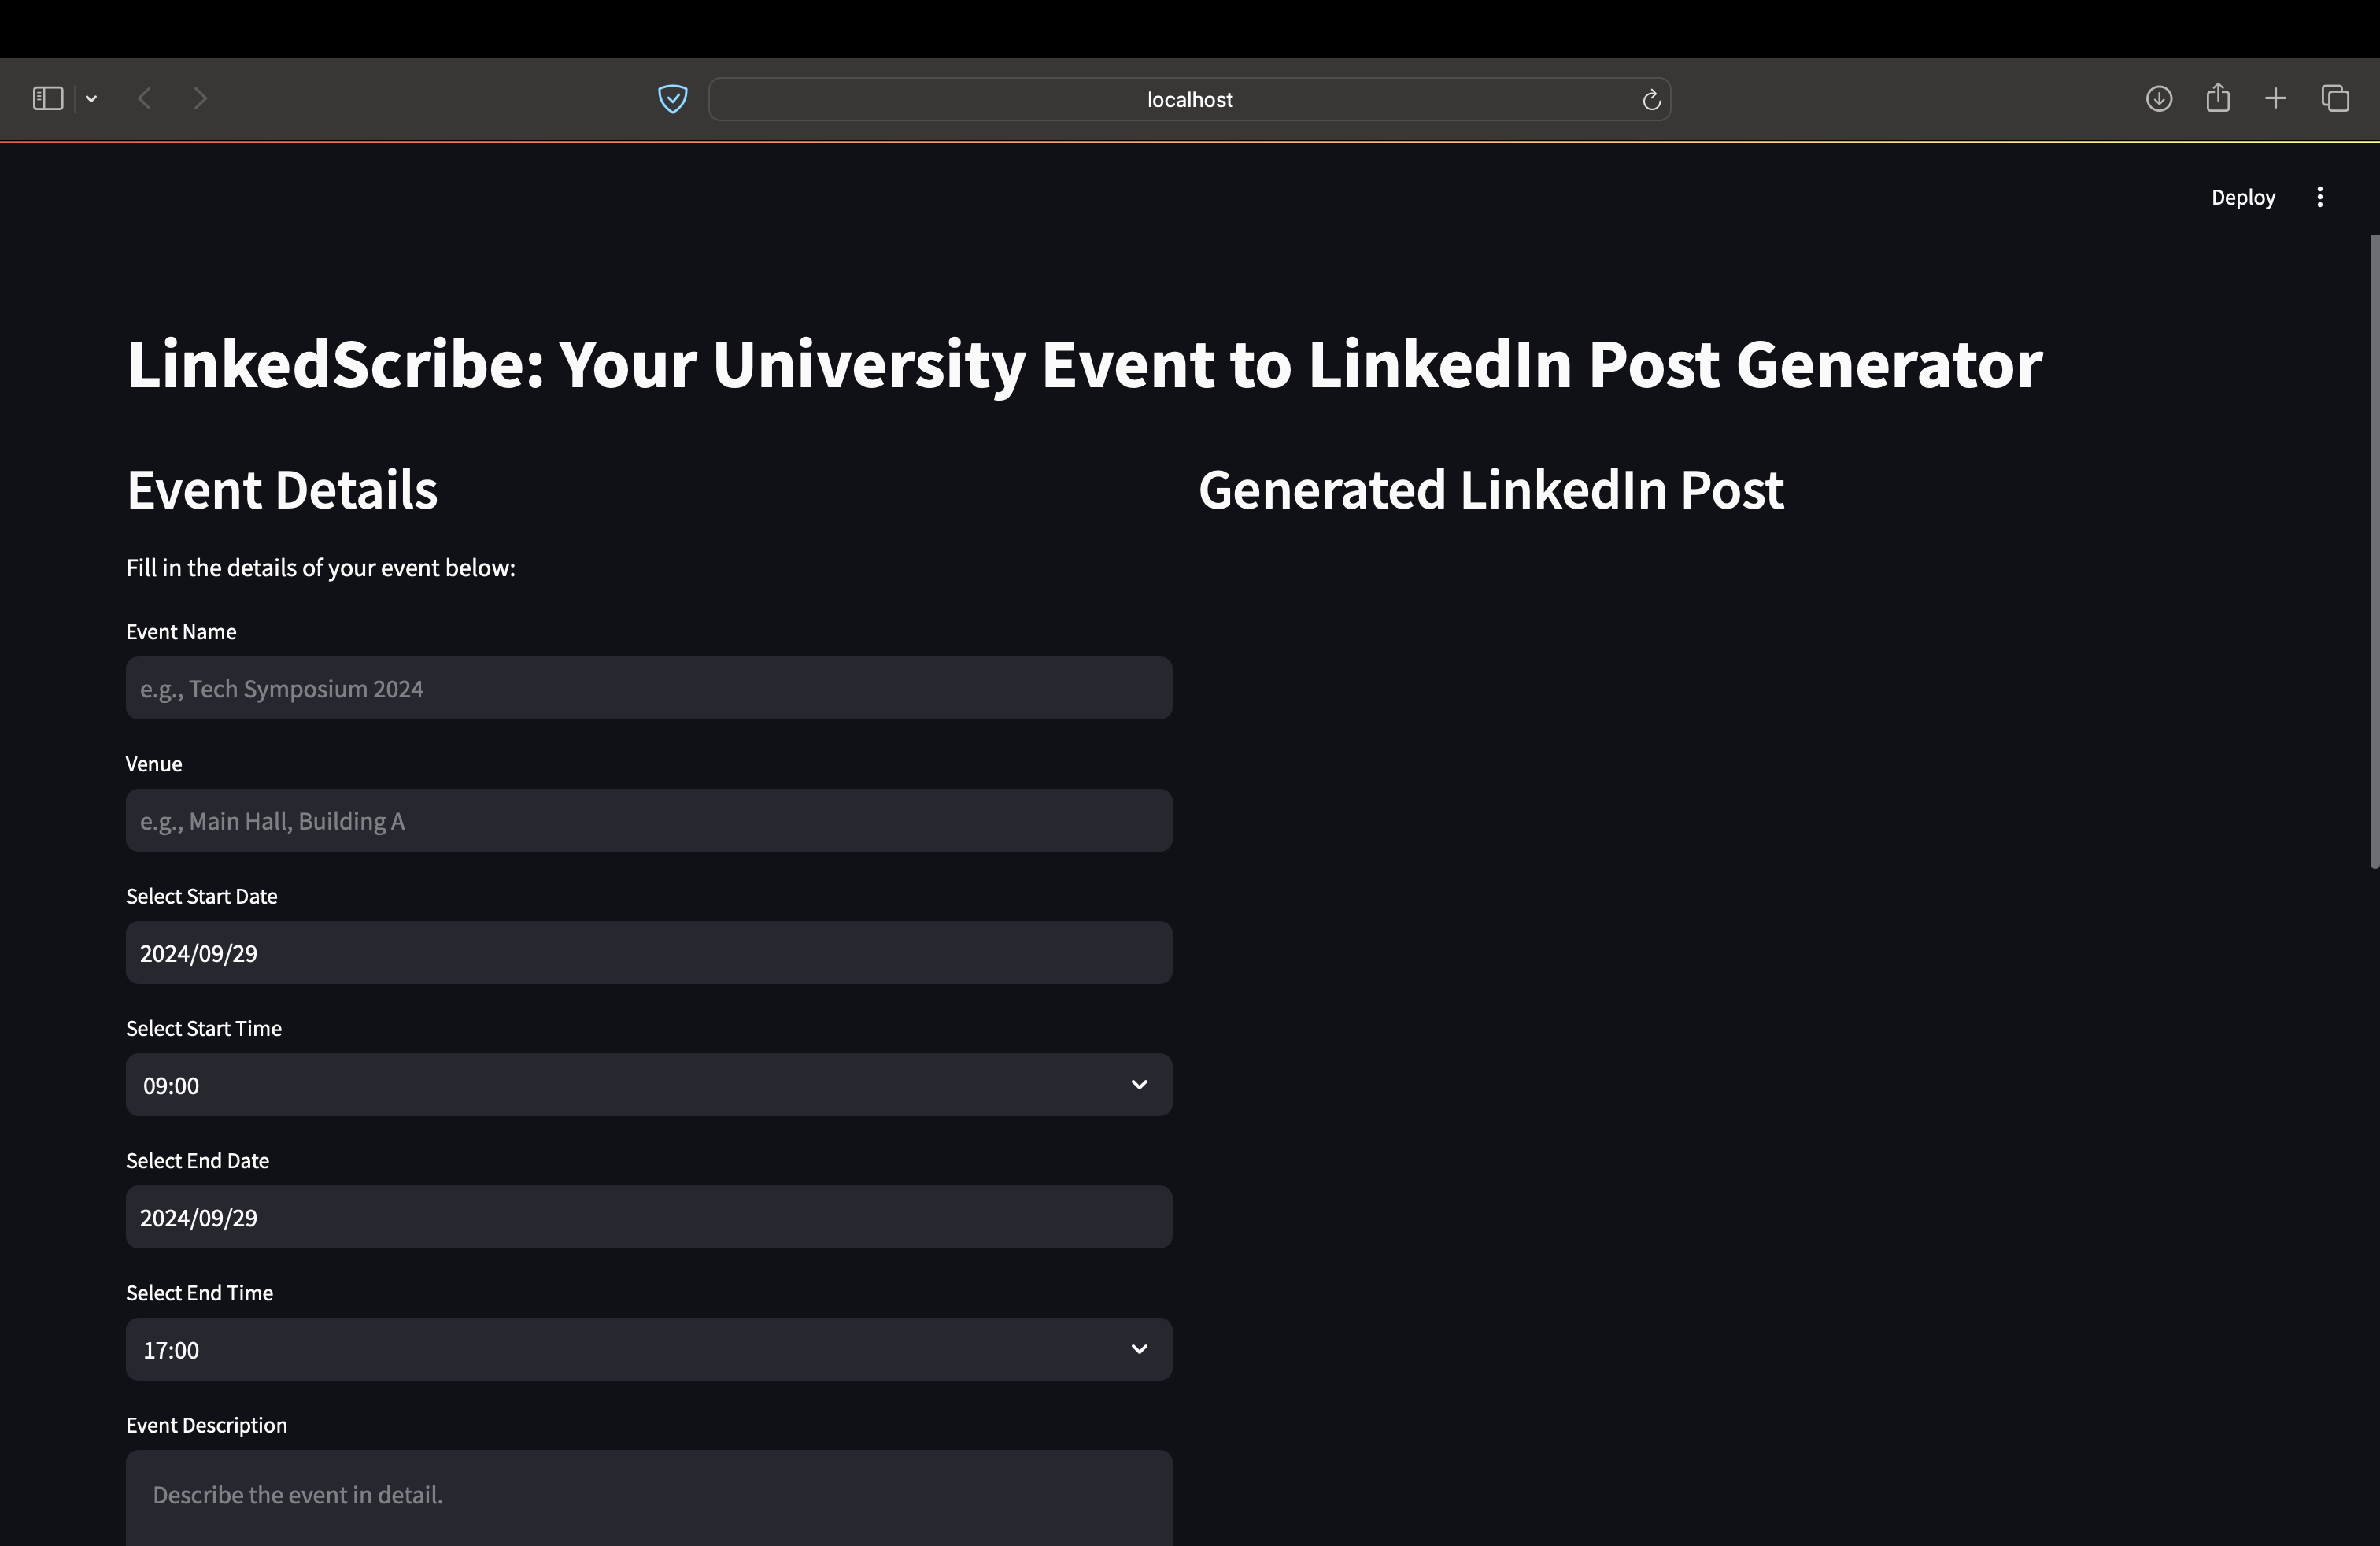 localhost
Deploy
LinkedScribe: Your University Event to LinkedIn Post Generator
Event Details
Fill in the details of your event below:
Event Name
e.g., Tech Symposium 2024
Venue
e.g., Main Hall, Building A
Select Start Date
2024/09/29
Select Start Time
09:00
Select End Date
2024/09/29
Select End Time
17:00
Event Description
Describe the event in detail.
Generated LinkedIn Post